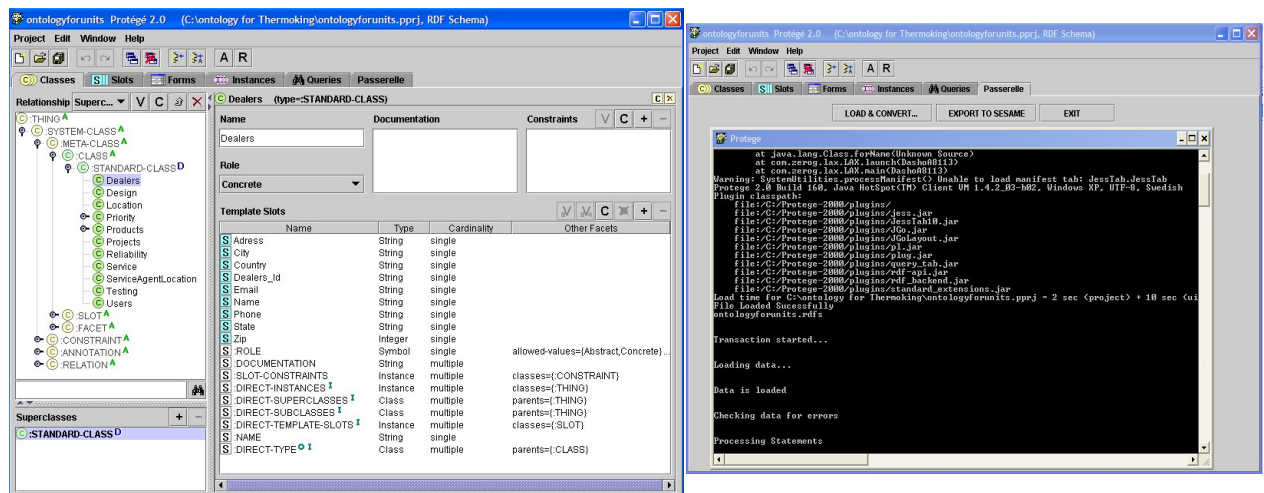 ontologyforunits Protégé 2.0 (C:\ontology for Thermoking\ontologyforunits.pprj, RDF Schema)
Project Edit Window Help
A R
C Classes S Slots Forms Instances Queries Passerelle
Relationship Superc... V C X
C :THING A
C :SYSTEM-CLASS A
C :META-CLASS A
C :CLASS A
C :STANDARD-CLASS D
C Dealers
C Design
C Location
C Priority
C Products
C Projects
C Reliability
C Service
C ServiceAgentLocation
C Testing
C Users
C :SLOT A
C :FACET A
C :CONSTRAINT A
C :ANNOTATION A
C :RELATION A
Superclasses + -
C :STANDARD-CLASS D
C Dealers (type=:STANDARD-CLASS) C x
Name Documentation Constraints V C + -
Dealers
Role
Concrete
Template Slots V C + -
Name Type Cardinality Other Facets
S Adress String single
S City String single
S Country String single
S Dealers_Id String single
S Email String single
S Name String single
S Phone String single
S State String single
S Zip Integer single
S :ROLE Symbol single allowed-values={Abstract,Concrete}...
S :DOCUMENTATION String multiple
S :SLOT-CONSTRAINTS Instance multiple classes={:CONSTRAINT}
S :DIRECT-INSTANCES I Instance multiple classes={:THING}
S :DIRECT-SUPERCLASSES I Class multiple parents={:THING}
S :DIRECT-SUBCLASSES I Class multiple parents={:THING}
S :DIRECT-TEMPLATE-SLOTS I Instance multiple classes={:SLOT}
S :NAME String single
S :DIRECT-TYPE O I Class multiple parents={:CLASS}
ontologyforunits Protégé 2.0 (C:\ontology for Thermoking\ontologyforunits.pprj, RDF Schema)
Project Edit Window Help
A R
C Classes S Slots Forms Instances Queries Passerelle
LOAD & CONVERT... EXPORT TO SESAME EXIT
Protege
at java.lang.Class.forName(Unknown Source)
at com.zerog.lax.LAX.launch(DashoA8113)
at com.zerog.lax.LAX.main(DashoA8113)
Warning: SystemUtilities.processManifest() Unable to load manifest tab: JessTab.JessTab
Protege 2.0 Build 160, Java HotSpot(TM) Client VM 1.4.2_03-b02, Windows XP, UTF-8, Swedish
Plugin classpath:
file:/C:/Protege-2000/plugins/
file:/C:/Protege-2000/plugins/jess.jar
file:/C:/Protege-2000/plugins/JessTab10.jar
file:/C:/Protege-2000/plugins/JGo.jar
file:/C:/Protege-2000/plugins/JGoLayout.jar
file:/C:/Protege-2000/plugins/pl.jar
file:/C:/Protege-2000/plugins/plug.jar
file:/C:/Protege-2000/plugins/query_tab.jar
file:/C:/Protege-2000/plugins/rdf-api.jar
file:/C:/Protege-2000/plugins/rdf_backend.jar
file:/C:/Protege-2000/plugins/standard_extensions.jar
Load time for C:\ontology for Thermoking\ontologyforunits.pprj = 2 sec (project) + 10 sec (ui
File Loaded Sucessfully
ontologyforunits.rdfs
Transaction started...
Loading data...
Data is loaded
Checking data for errors
Processing Statements